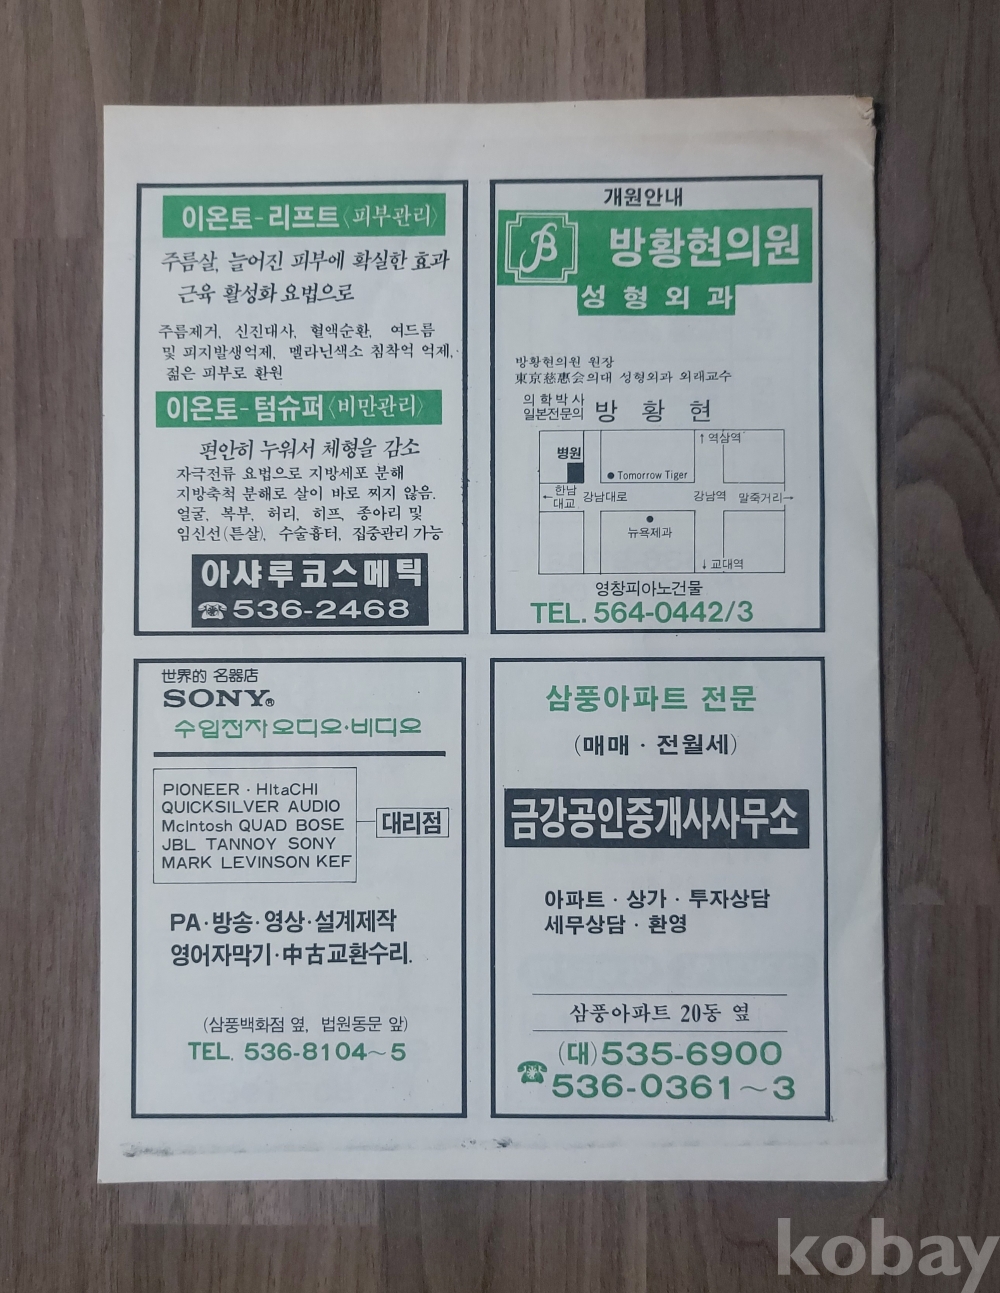 이온토-리프트〈피부관리〉
주름살, 늘어진 피부에 확실한 효과
근육 활성화 요법으로
주름제거, 신진대사, 혈액순환, 여드름
및 피지발생억제, 멜라닌색소 침착억 억제,
젊은 피부로 환원
이온토-텀슈퍼〈비만관리〉
편안히 누워서 체형을 감소
자극전류 요법으로 지방세포 분해
지방축척 분해로 살이 바로 찌지 않음.
얼굴, 복부, 허리, 히프, 종아리 및
임신선(튼살), 수술흉터, 집중관리 가능
아샤루코스메틱
☎536-2468
개원안내
방황현의원
성형외과
방황현의원 원장
東京慈惠会의대 성형외과 외래교수
의학박사
일본전문의 방 황 현
↑역삼역
병원
● Tomorrow Tiger
←한남대교 강남대로 강남역 말죽거리→
●
뉴욕제과
↓교대역
영창피아노건물
TEL. 564-0442/3
世界的 名器店
SONY®
수입전자오디오·비디오
PIONEER · HItaCHI
QUICKSILVER AUDIO
McIntosh QUAD BOSE
JBL TANNOY SONY
MARK LEVINSON KEF
대리점
PA·방송·영상·설계제작
영어자막기·中古교환수리.
(삼풍백화점 옆, 법원동문 앞)
TEL. 536-8104~5
삼풍아파트 전문
(매매 · 전월세)
금강공인중개사사무소
아파트 · 상가 · 투자상담
세무상담 · 환영
삼풍아파트 20동 옆
☎(대)535-6900
536-0361~3
kobay